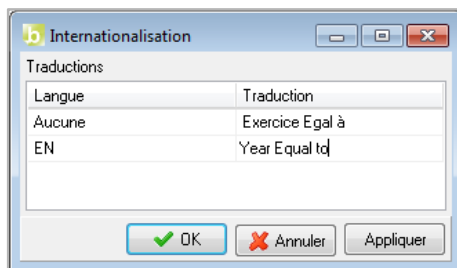 b Internationalisation
Traductions
Langue Traduction
Aucune Exercice Egal à
EN Year Equal to
OK Annuler Appliquer